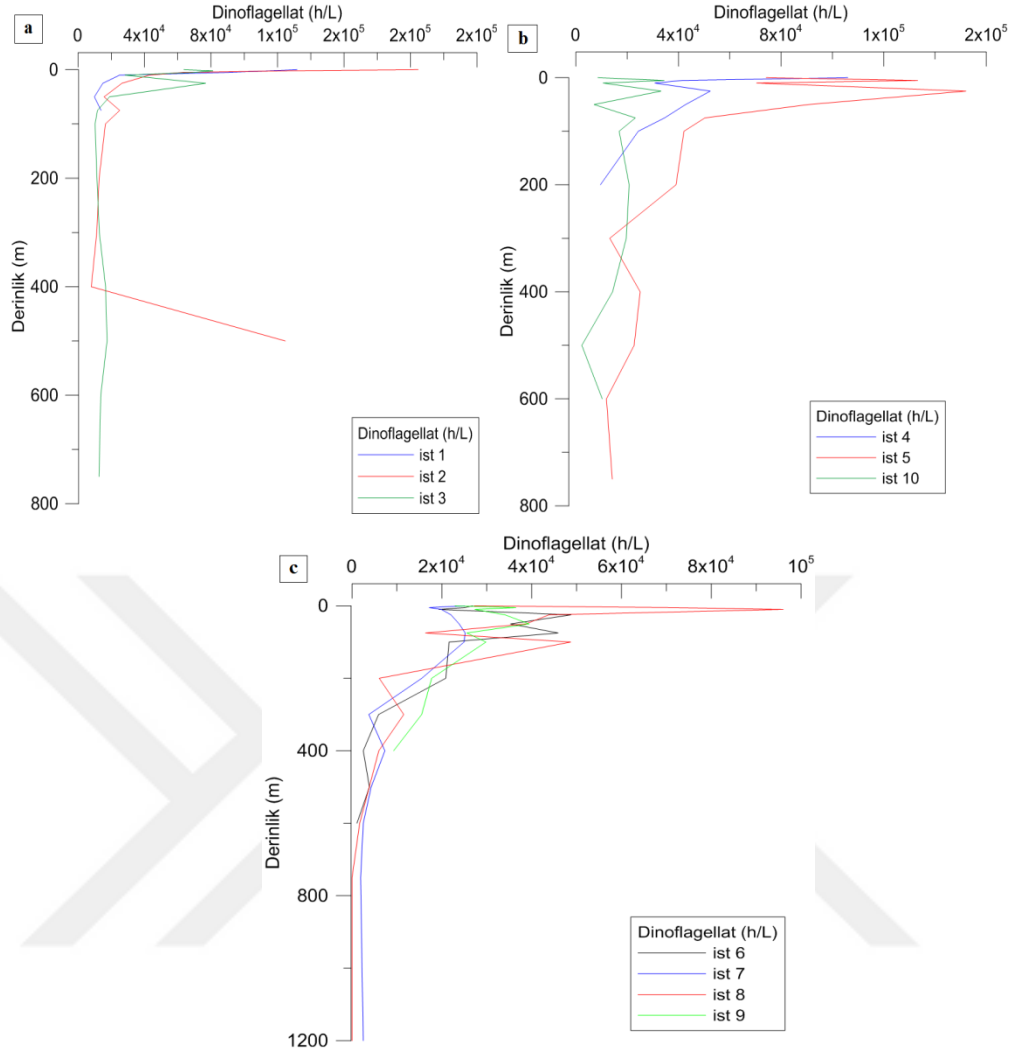 Dinoflagellat (h/L)
a
0 4x10⁴ 1x10⁵ 2x10⁵ 2x10⁵ 2x10⁵
0
200
400
600
800
Derinlik (m)
Dinoflagellat (h/L)
ist 1
ist 2
ist 3
Dinoflagellat (h/L)
b
0 4x10⁴ 8x10⁴ 1x10⁵ 2x10⁵
0
200
400
600
800
Derinlik (m)
Dinoflagellat (h/L)
ist 4
ist 5
ist 10
Dinoflagellat (h/L)
c
0 2x10⁴ 4x10⁴ 6x10⁴ 8x10⁴ 10⁵
0
400
800
1200
Derinlik (m)
Dinoflagellat (h/L)
ist 6
ist 7
ist 8
ist 9